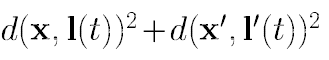 d(𝐱, 𝐥(t))² + d(𝐱′, 𝐥′(t))²